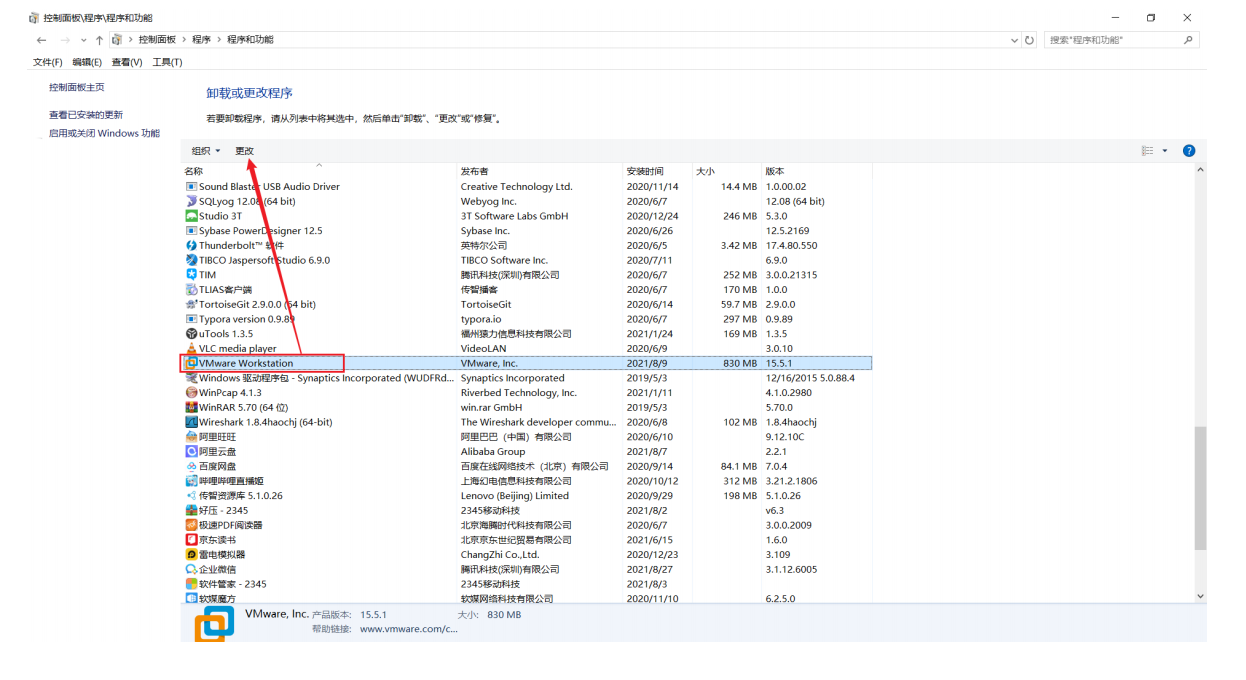 控制面板\程序\程序和功能
控制面板 > 程序 > 程序和功能 搜索"程序和功能"
文件(F) 编辑(E) 查看(V) 工具(T)
控制面板主页
查看已安装的更新
启用或关闭 Windows 功能
卸载或更改程序
若要卸载程序，请从列表中将其选中，然后单击"卸载"、"更改"或"修复"。
组织 更改
名称 发布者 安装时间 大小 版本
Sound Blaster USB Audio Driver Creative Technology Ltd. 2020/11/14 14.4 MB 1.0.00.02
SQLyog 12.08 (64 bit) Webyog Inc. 2020/6/7 12.08 (64 bit)
Studio 3T 3T Software Labs GmbH 2020/12/24 246 MB 5.3.0
Sybase PowerDesigner 12.5 Sybase Inc. 2020/6/26 12.5.2169
Thunderbolt™ 软件 英特尔公司 2020/6/5 3.42 MB 17.4.80.550
TIBCO Jaspersoft Studio 6.9.0 TIBCO Software Inc. 2020/7/11 6.9.0
TIM 腾讯科技(深圳)有限公司 2020/6/7 252 MB 3.0.0.21315
TLIAS客户端 传智播客 2020/6/7 170 MB 1.0.0
TortoiseGit 2.9.0.0 (64 bit) TortoiseGit 2020/6/14 59.7 MB 2.9.0.0
Typora version 0.9.89 typora.io 2020/6/7 297 MB 0.9.89
uTools 1.3.5 福州猿力信息科技有限公司 2021/1/24 169 MB 1.3.5
VLC media player VideoLAN 2020/6/9 3.0.10
VMware Workstation VMware, Inc. 2021/8/9 830 MB 15.5.1
Windows 驱动程序包 - Synaptics Incorporated (WUDFRd... Synaptics Incorporated 2019/5/3 12/16/2015 5.0.88.4
WinPcap 4.1.3 Riverbed Technology, Inc. 2021/1/11 4.1.0.2980
WinRAR 5.70 (64 位) win.rar GmbH 2019/5/3 5.70.0
Wireshark 1.8.4haochj (64-bit) The Wireshark developer commu... 2020/6/8 102 MB 1.8.4haochj
阿里旺旺 阿里巴巴（中国）有限公司 2020/6/10 9.12.10C
阿里云盘 Alibaba Group 2021/8/7 2.2.1
百度网盘 百度在线网络技术（北京）有限公司 2020/9/14 84.1 MB 7.0.4
哔哩哔哩直播姬 上海幻电信息科技有限公司 2020/10/12 312 MB 3.21.2.1806
传智资源库 5.1.0.26 Lenovo (Beijing) Limited 2020/9/29 198 MB 5.1.0.26
好压 - 2345 2345移动科技 2021/8/2 v6.3
极速PDF阅读器 北京海腾时代科技有限公司 2020/6/7 3.0.0.2009
京东读书 北京京东世纪贸易有限公司 2021/6/15 1.6.0
雷电模拟器 ChangZhi Co.,Ltd. 2020/12/23 3.109
企业微信 腾讯科技(深圳)有限公司 2021/8/27 3.1.12.6005
软件管家 - 2345 2345移动科技 2021/8/3
软媒魔方 软媒网络科技有限公司 2020/11/10 6.2.5.0
VMware, Inc. 产品版本: 15.5.1 大小: 830 MB
帮助链接: www.vmware.com/c...